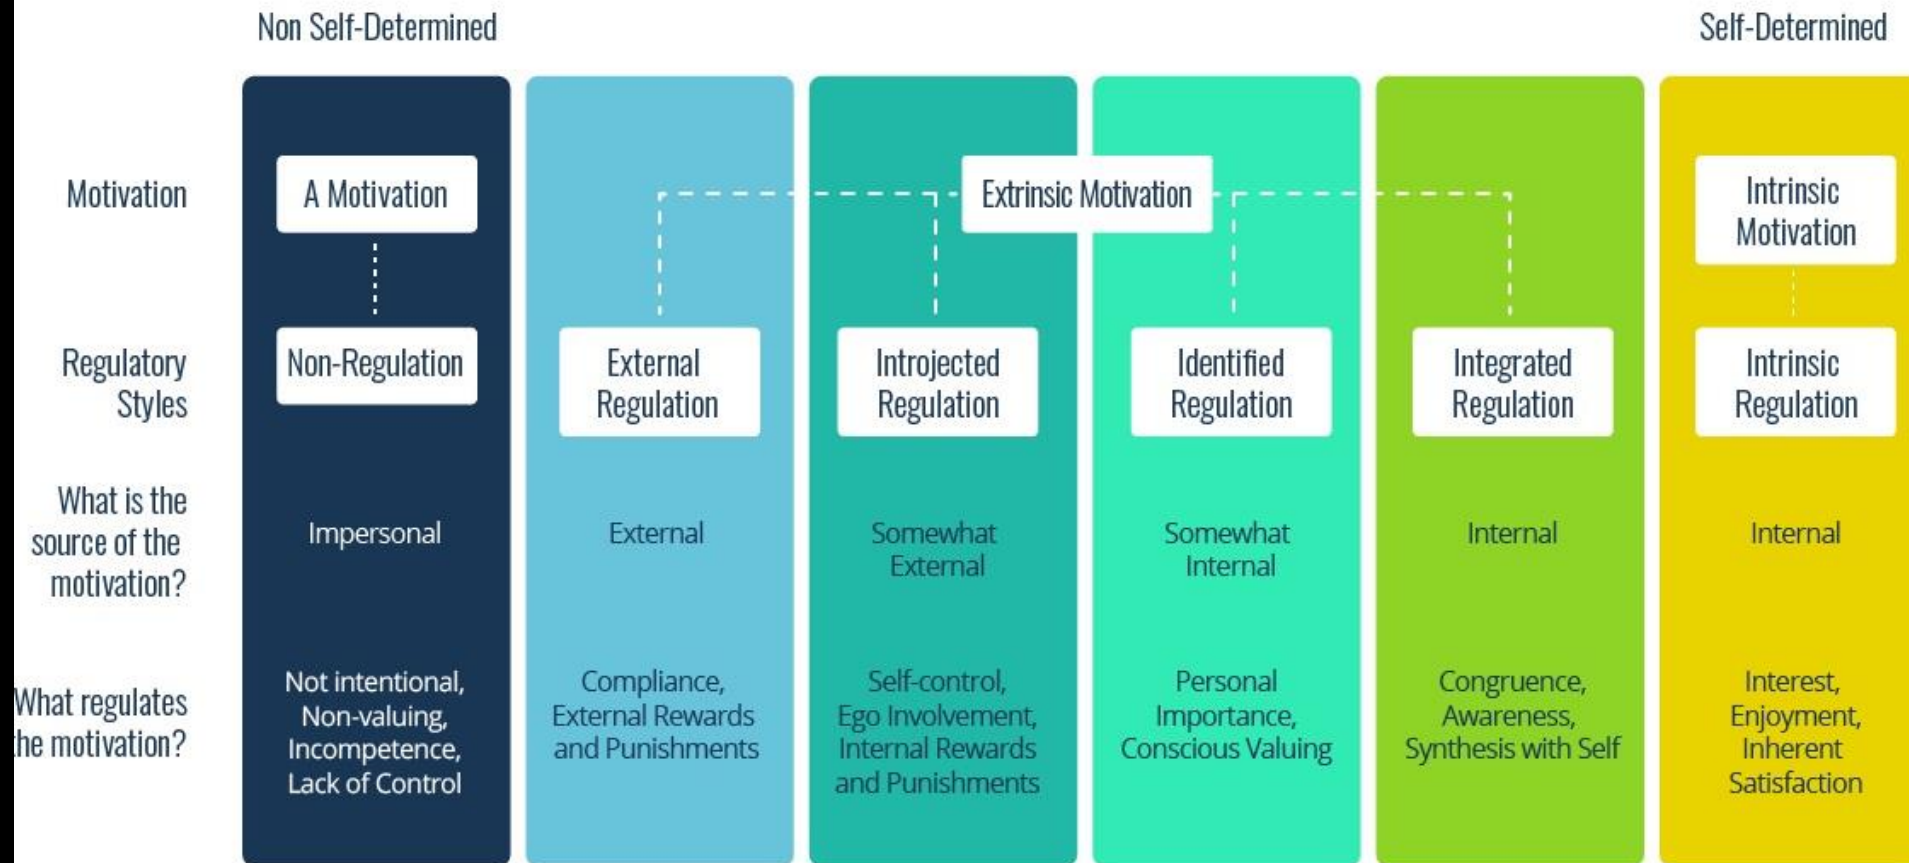 Non Self-Determined
Self-Determined
Motivation
A Motivation
Extrinsic Motivation
Intrinsic
Motivation
Regulatory
Styles
Non-Regulation
External
Regulation
Introjected
Regulation
Identified
Regulation
Integrated
Regulation
Intrinsic
Regulation
What is the
source of the
motivation?
Impersonal
External
Somewhat
External
Somewhat
Internal
Internal
Internal
What regulates
the motivation?
Not intentional,
Non-valuing,
Incompetence,
Lack of Control
Compliance,
External Rewards
and Punishments
Self-control,
Ego Involvement,
Internal Rewards
and Punishments
Personal
Importance,
Conscious Valuing
Congruence,
Awareness,
Synthesis with Self
Interest,
Enjoyment,
Inherent
Satisfaction